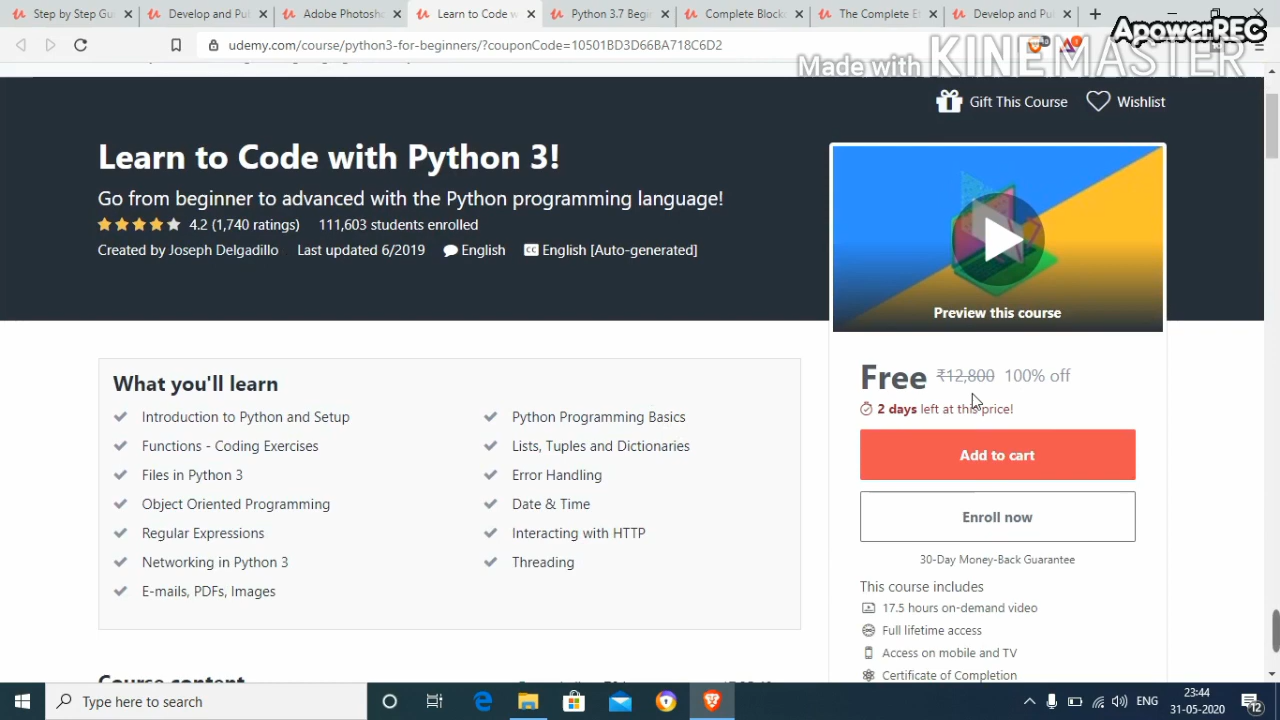 Step by Step Gu
Develop and Pu
Adobe Photosh
Learn to Code w
Python 3.7 Begi
Complete Block
The Complete E
Develop and Pu
ApowerREC
udemy.com/course/python3-for-beginners/?couponCode=10501BD3D66BA718C6D2
Made with KINEMASTER
Gift This Course
Wishlist
Learn to Code with Python 3!
Go from beginner to advanced with the Python programming language!
4.2 (1,740 ratings) 111,603 students enrolled
Created by Joseph Delgadillo Last updated 6/2019 English CC English [Auto-generated]
Preview this course
What you'll learn
Introduction to Python and Setup
Python Programming Basics
Functions - Coding Exercises
Lists, Tuples and Dictionaries
Files in Python 3
Error Handling
Object Oriented Programming
Date & Time
Regular Expressions
Interacting with HTTP
Networking in Python 3
Threading
E-mails, PDFs, Images
Free ₹12,800 100% off
2 days left at this price!
Add to cart
Enroll now
30-Day Money-Back Guarantee
This course includes
17.5 hours on-demand video
Full lifetime access
Access on mobile and TV
Certificate of Completion
Course content
Type here to search
ENG
23:44
31-05-2020
12